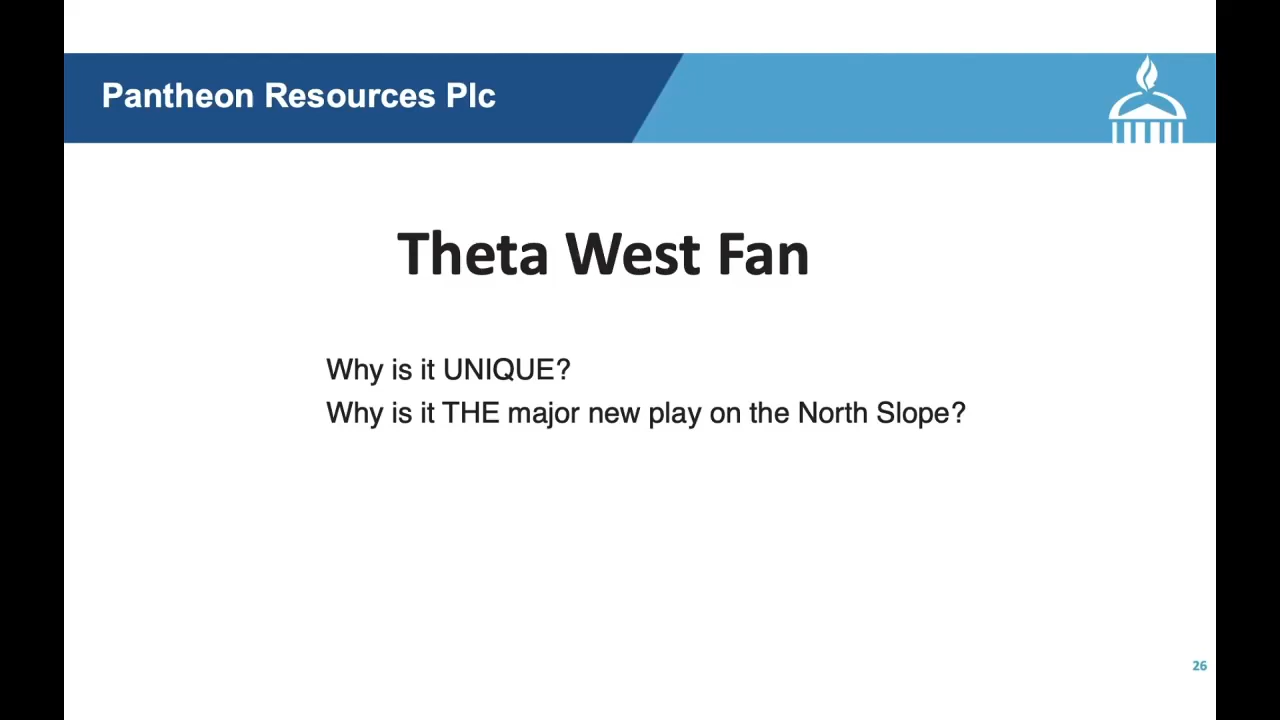 Pantheon Resources Plc
Theta West Fan
Why is it UNIQUE?
Why is it THE major new play on the North Slope?
26